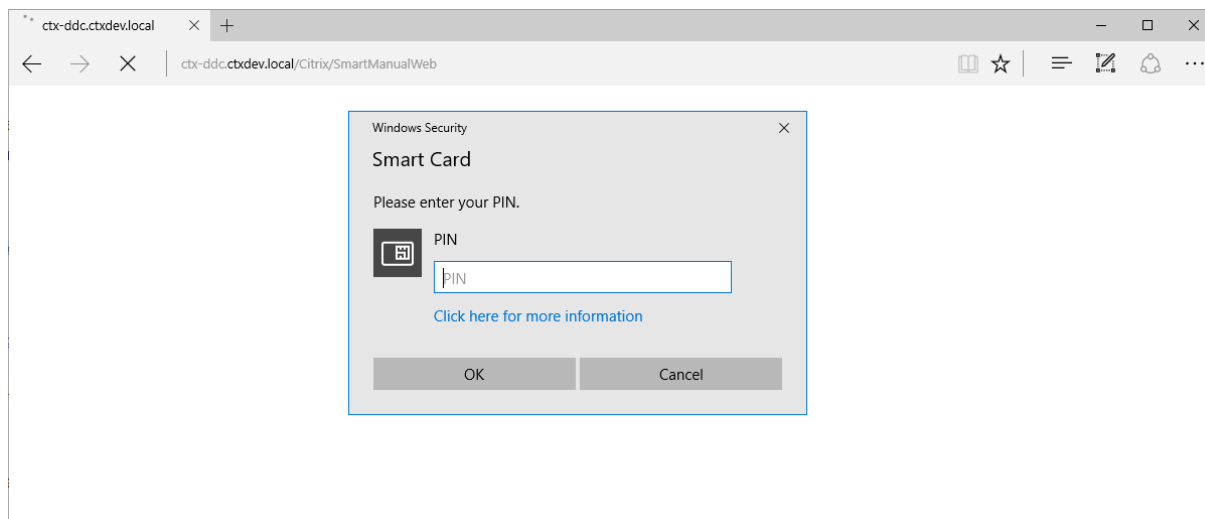 ctx-ddc.ctxdev.local
ctx-ddc.ctxdev.local/Citrix/SmartManualWeb
Windows Security
Smart Card
Please enter your PIN.
PIN
PIN
Click here for more information
OK
Cancel